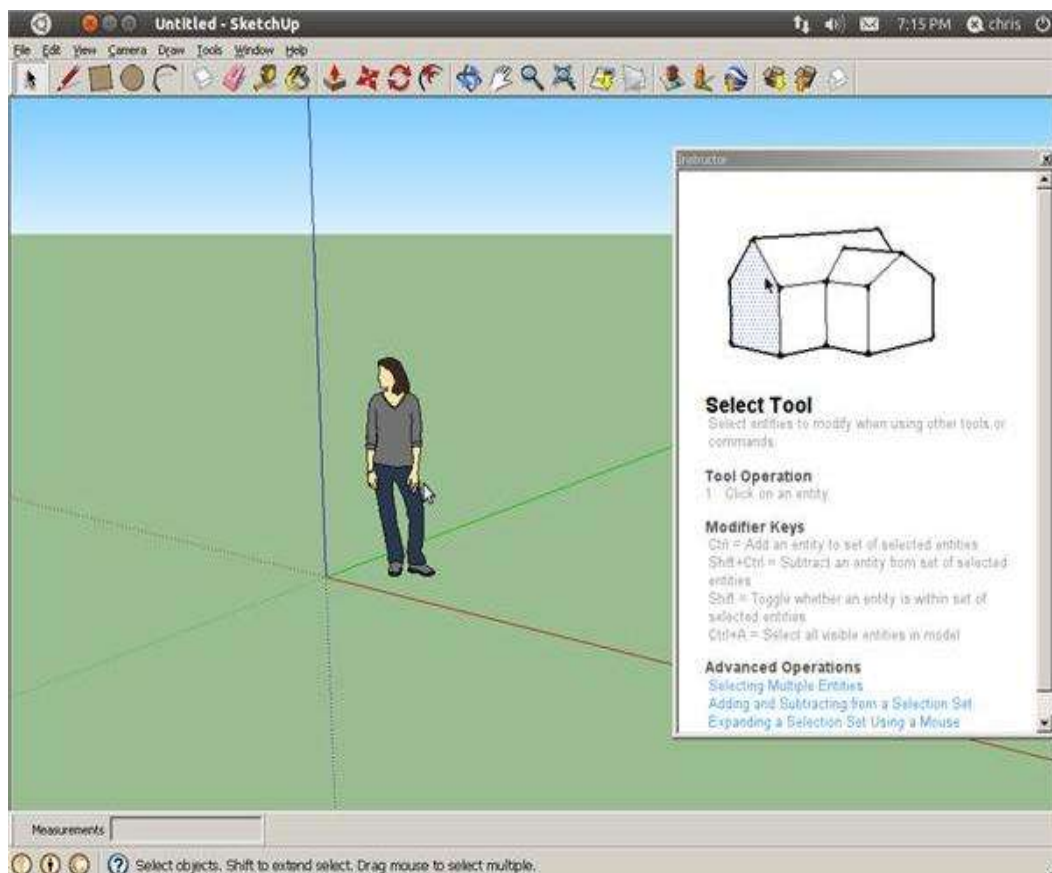 Untitled - SketchUp
7:15 PM
chris
File Edit View Camera Draw Tools Window Help
Instructor
Select Tool
Select entities to modify when using other tools or
commands.
Tool Operation
1. Click on an entity.
Modifier Keys
Ctrl = Add an entity to set of selected entities
Shift+Ctrl = Subtract an entity from set of selected
entities
Shift = Toggle whether an entity is within set of
selected entities
Ctrl+A = Select all visible entities in model
Advanced Operations
Selecting Multiple Entities
Adding and Subtracting from a Selection Set
Expanding a Selection Set Using a Mouse
Measurements
Select objects. Shift to extend select. Drag mouse to select multiple.